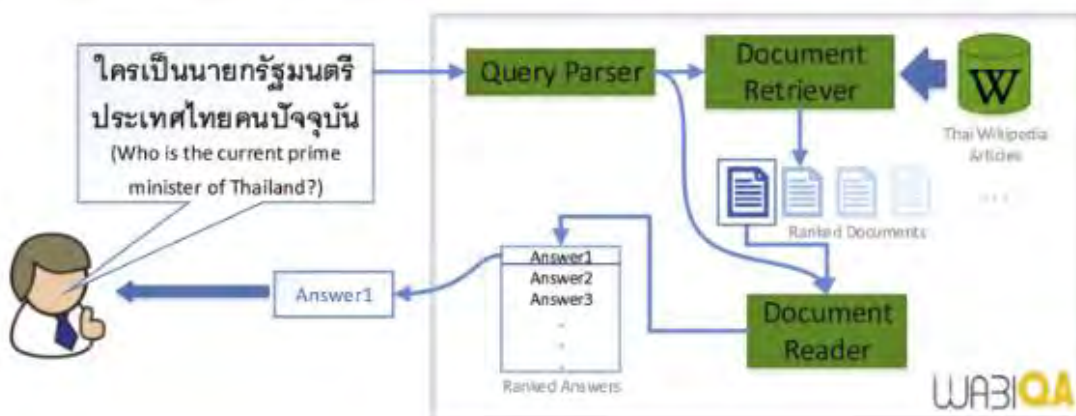 ใครเป็นนายกรัฐมนตรี
ประเทศไทยคนปัจจุบัน
(Who is the current prime
minister of Thailand?)
Query Parser
Document
Retriever
W
Thai Wikipedia
Articles
. . .
Ranked Documents
Answer1
Answer1
Answer2
Answer3
.
.
.
Ranked Answers
Document
Reader
WABIQA